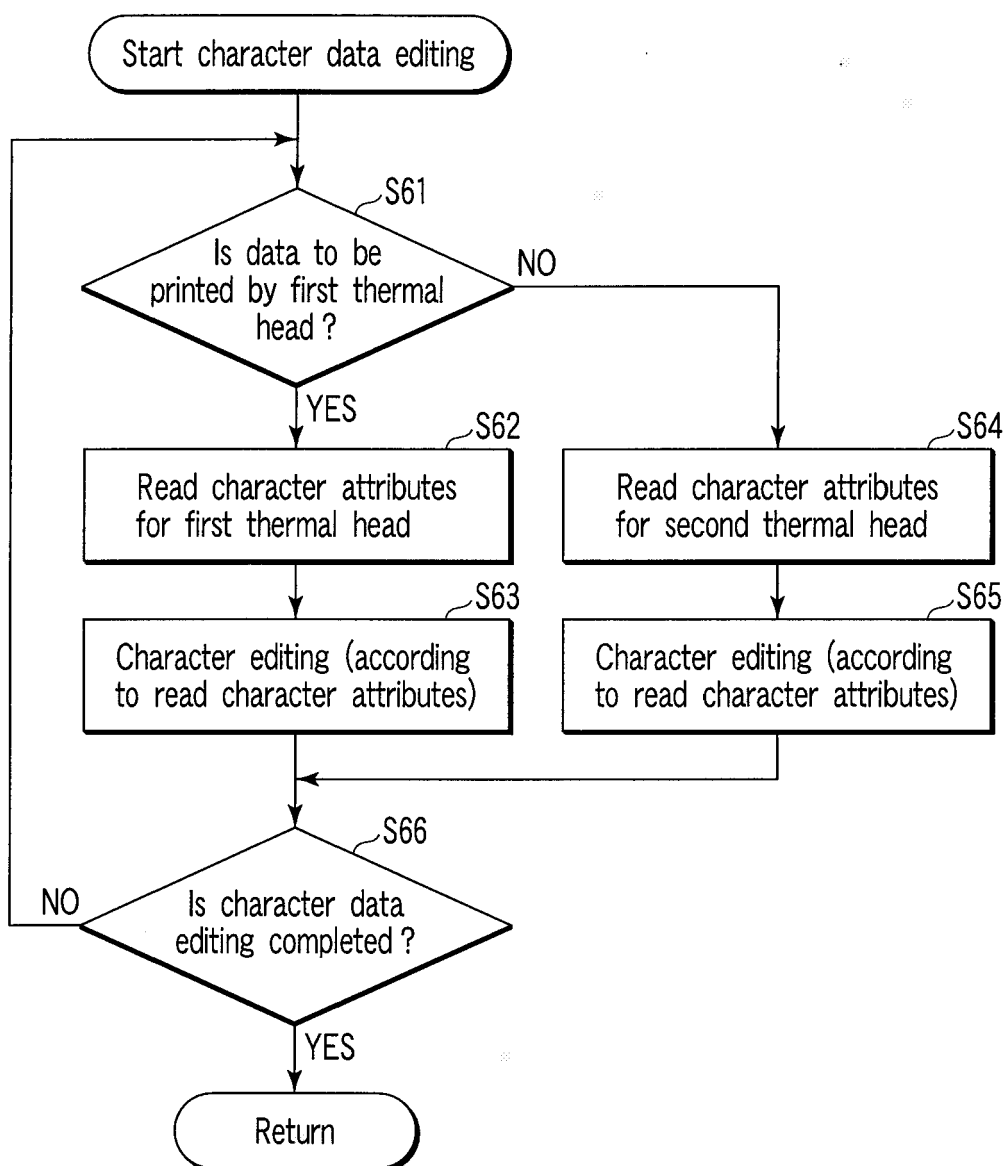 Start character data editing
S61
Is data to be
printed by first thermal
head?
NO
YES
S62
Read character attributes
for first thermal head
S64
Read character attributes
for second thermal head
S63
Character editing (according
to read character attributes)
S65
Character editing (according
to read character attributes)
S66
Is character data
editing completed?
NO
YES
Return